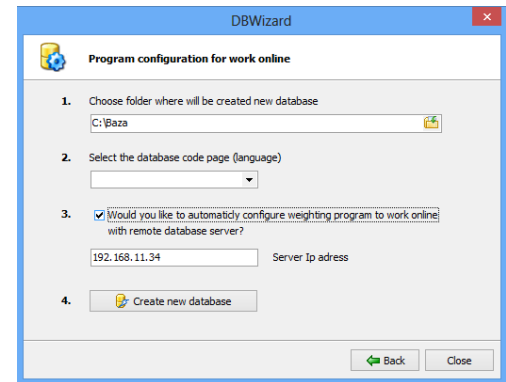 DBWizard
Program configuration for work online
1. Choose folder where will be created new database
C:\Baza
2. Select the database code page (language)
3. Would you like to automaticly configure weighting program to work online
with remote database server?
192.168.11.34 Server Ip adress
4. Create new database
Back Close